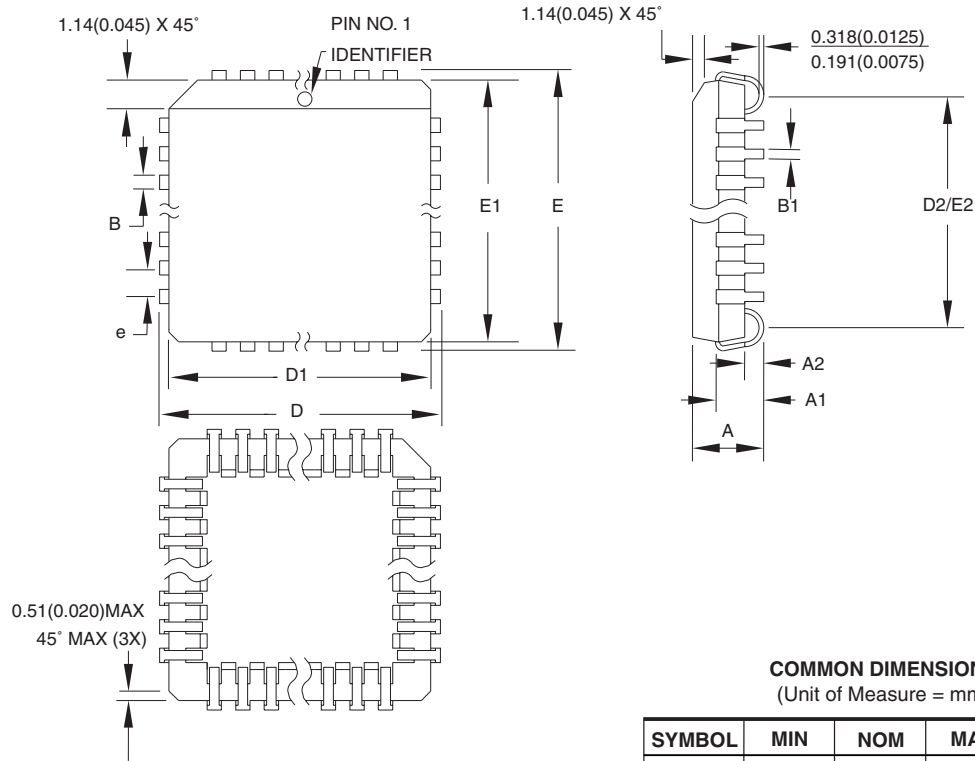 1.14(0.045) X 45˚
PIN NO. 1
IDENTIFIER
1.14(0.045) X 45˚
0.318(0.0125)
0.191(0.0075)
B
e
E1
E
B1
D2/E2
D1
D
A2
A1
A
0.51(0.020)MAX
45˚ MAX (3X)
COMMON DIMENSION
(Unit of Measure = mm
SYMBOL MIN NOM MA